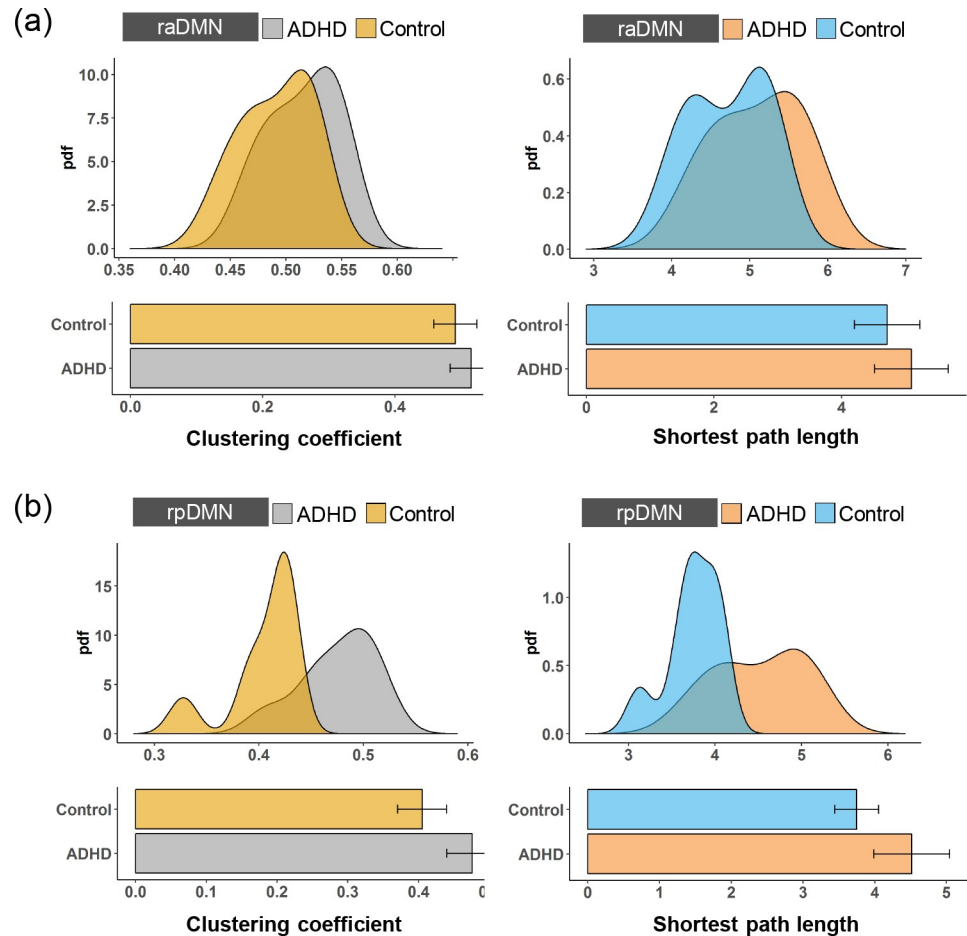 (a)
raDMN ADHD Control
raDMN ADHD Control
pdf
10.0
7.5
5.0
2.5
0.0
0.35 0.40 0.45 0.50 0.55 0.60
pdf
0.6
0.4
0.2
0.0
3 4 5 6 7
Control
ADHD
0.0 0.2 0.4
Clustering coefficient
Control
ADHD
0 2 4
Shortest path length
(b)
rpDMN ADHD Control
rpDMN ADHD Control
pdf
15
10
5
0
0.3 0.4 0.5 0.6
pdf
1.0
0.5
0.0
3 4 5 6
Control
ADHD
0.0 0.1 0.2 0.3 0.4 0
Clustering coefficient
Control
ADHD
0 1 2 3 4 5
Shortest path length